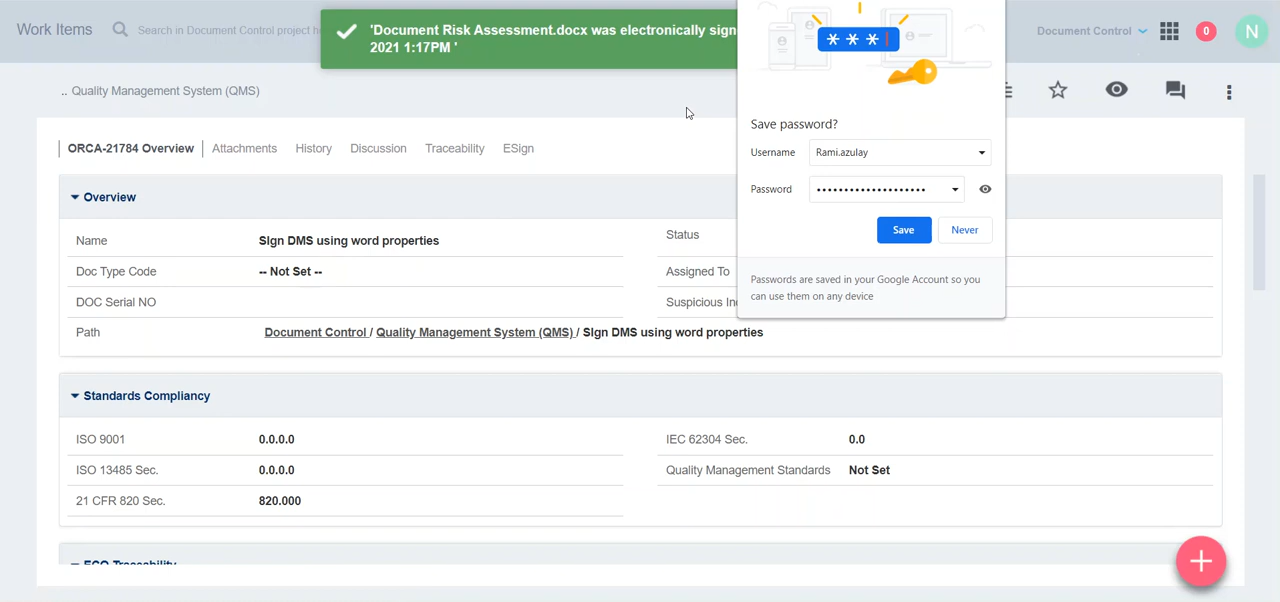 Work Items
Search in Document Control project
'Document Risk Assessment.docx was electronically
2021 1:17PM '
Document Control
0
N
.. Quality Management System (QMS)
ORCA-21784 Overview
Attachments
History
Discussion
Traceability
ESign
* * *
Save password?
Username
Rami.azulay
Password
••••••••••••••••••••
Save
Never
Passwords are saved in your Google Account so you
can use them on any device
Overview
Name
SIgn DMS using word properties
Status
Doc Type Code
-- Not Set --
Assigned To
DOC Serial NO
Suspicious
Path
Document Control / Quality Management System (QMS) / SIgn DMS using word properties
Standards Compliancy
ISO 9001
0.0.0.0
IEC 62304 Sec.
0.0
ISO 13485 Sec.
0.0.0.0
Quality Management Standards
Not Set
21 CFR 820 Sec.
820.000
ECO Traceability